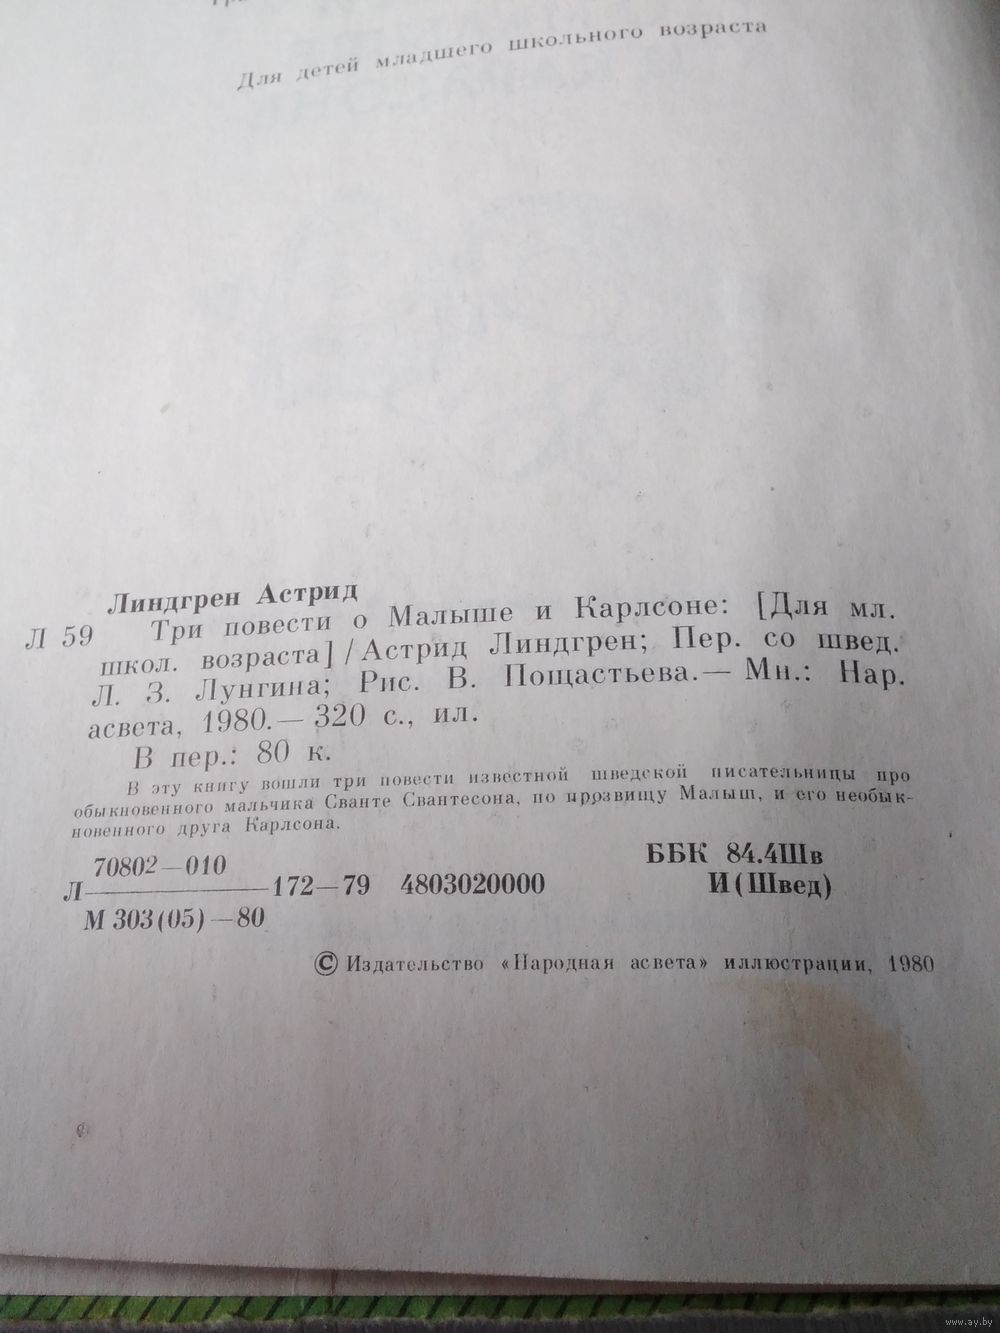 Для детей младшего школьного возраста
Линдгрен Астрид
Л 59 Три повести о Малыше и Карлсоне: [Для мл.
школ. возраста] / Астрид Линдгрен; Пер. со швед.
Л. З. Лунгина; Рис. В. Пощастьева.— Мн.: Нар.
асвета, 1980.— 320 с., ил.
В пер.: 80 к.
В эту книгу вошли три повести известной шведской писательницы про
обыкновенного мальчика Сванте Свантесона, по прозвищу Малыш, и его необык-
новенного друга Карлсона.
70802—010
Л————172—79 4803020000
М 303(05)—80
ББК 84.4Шв
И(Швед)
© Издательство «Народная асвета» иллюстрации, 1980
www.ay.by